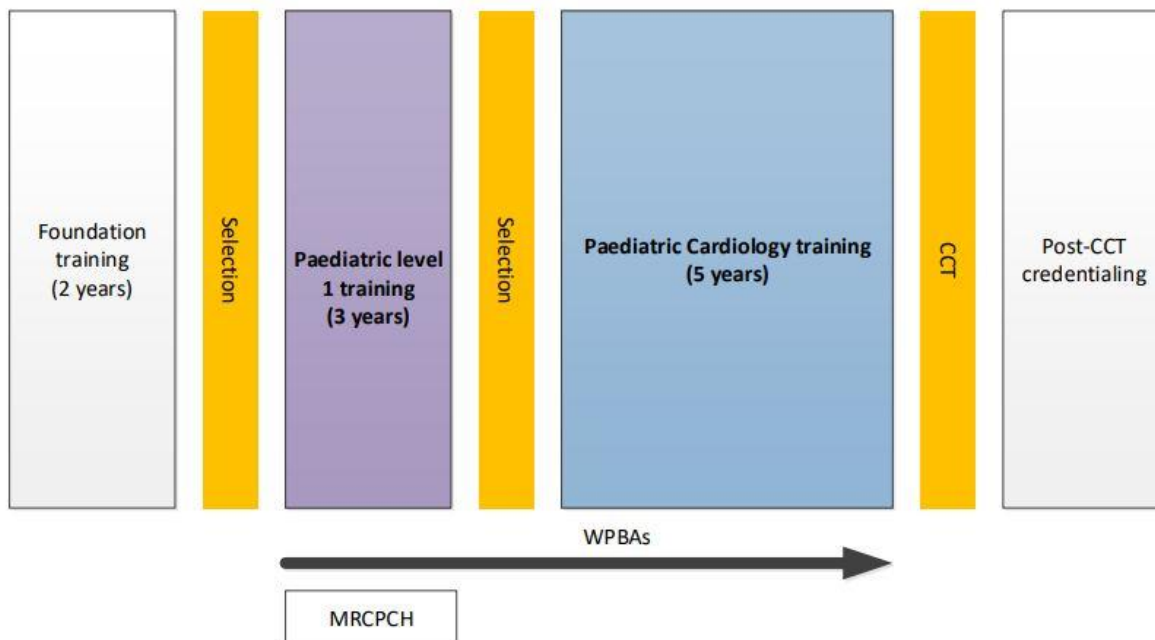 Foundation
training
(2 years)
Selection
Paediatric level
1 training
(3 years)
Selection
Paediatric Cardiology training
(5 years)
CCT
Post-CCT
credentialing
WPBAs
MRCPCH